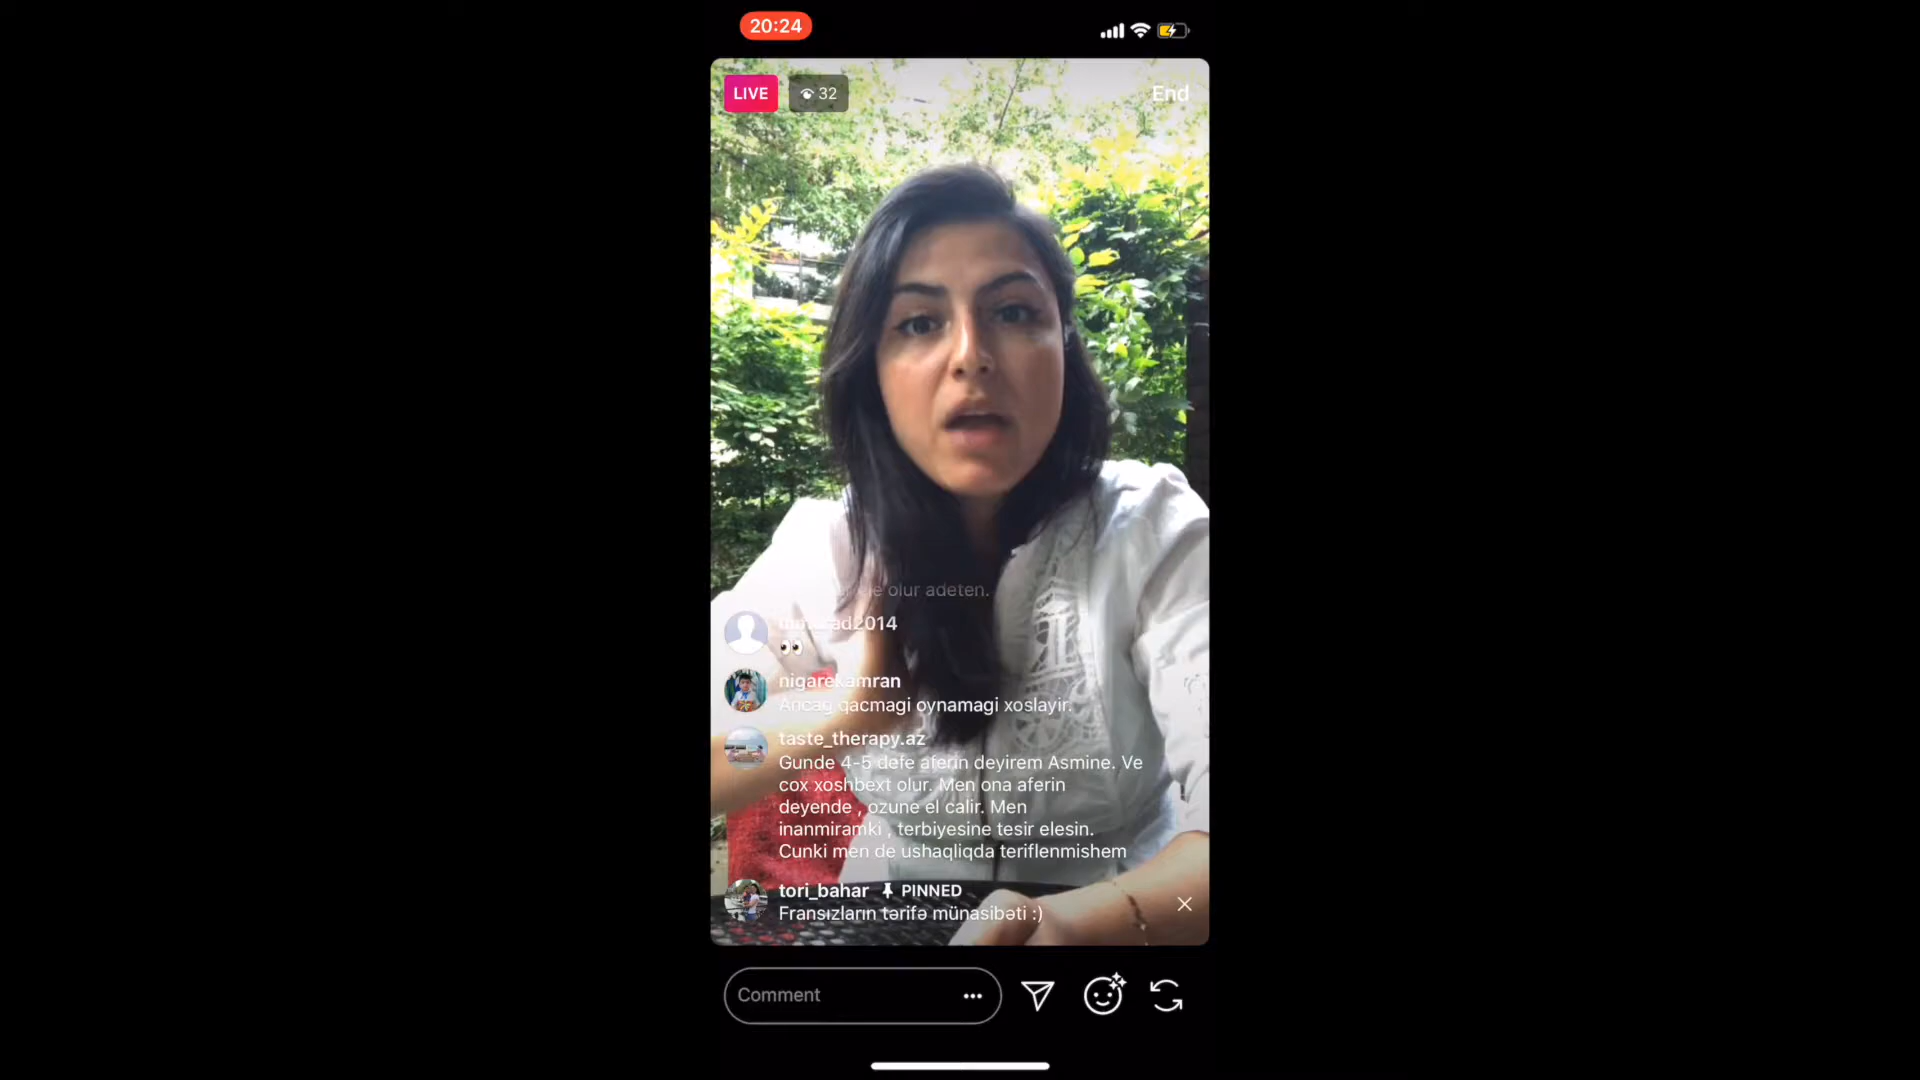 20:24
LIVE
32
End
olur adeten.
nigarekamran
Ancag qacmagi oynamagi xoslayir.
taste_therapy.az
Gunde 4-5 defe aferin deyirem Asmine. Ve
cox xoshbext olur. Men ona aferin
deyende , ozune el calir. Men
inanmiramki , terbiyesine tesir elesin.
Cunki men de ushaqliqda teriflenmishem
tori_bahar PINNED
Fransızların tərifə münasibəti :)
Comment